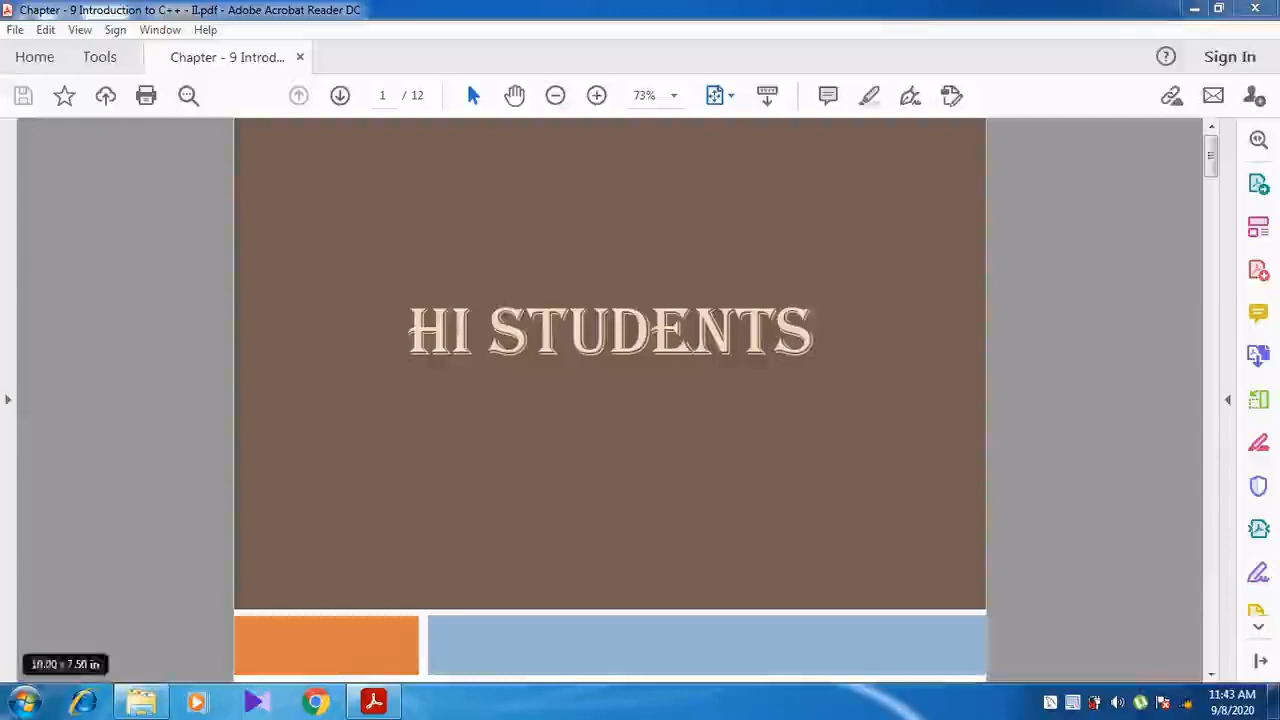 Chapter - 9 Introduction to C++ - II.pdf - Adobe Acrobat Reader DC
File Edit View Sign Window Help
Home Tools Chapter - 9 Introd... Sign In
1 / 12 73%
HI STUDENTS
10.00 x 7.50 in
11:43 AM
9/8/2020